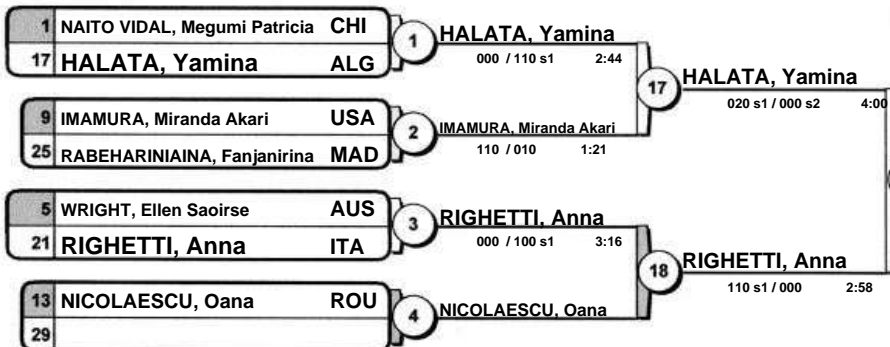 1 NAITO VIDAL, Megumi Patricia CHI
17 HALATA, Yamina ALG
1 HALATA, Yamina
000 / 110 s1 2:44
9 IMAMURA, Miranda Akari USA
25 RABEHARINIAINA, Fanjanirina MAD
2 IMAMURA, Miranda Akari
110 / 010 1:21
17 HALATA, Yamina
020 s1 / 000 s2 4:00
5 WRIGHT, Ellen Saoirse AUS
21 RIGHETTI, Anna ITA
3 RIGHETTI, Anna
000 / 100 s1 3:16
13 NICOLAESCU, Oana ROU
29
4 NICOLAESCU, Oana
18 RIGHETTI, Anna
110 s1 / 000 2:58